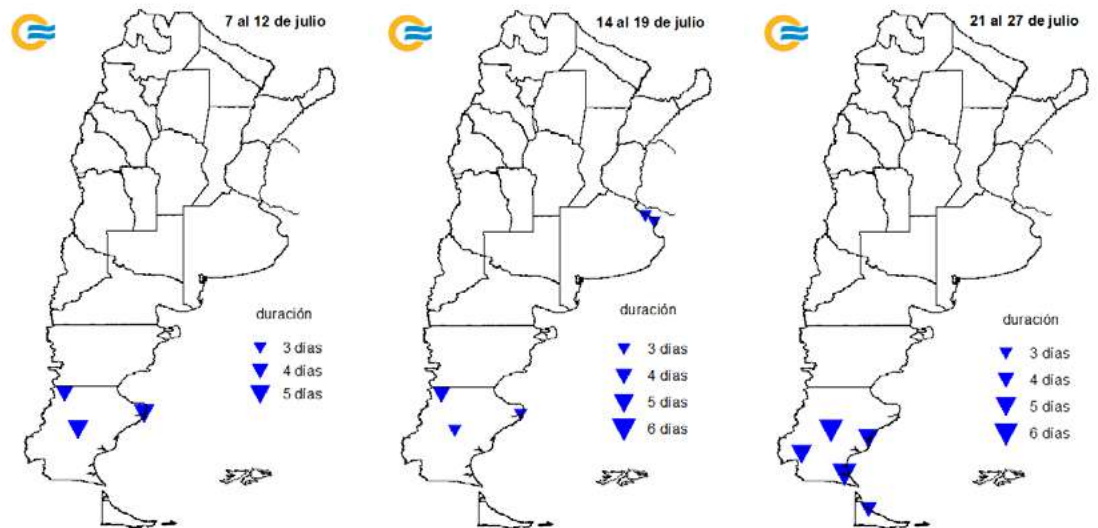 7 al 12 de julio
duración
3 días
4 días
5 días
14 al 19 de julio
duración
3 días
4 días
5 días
6 días
21 al 27 de julio
duración
3 días
4 días
5 días
6 días